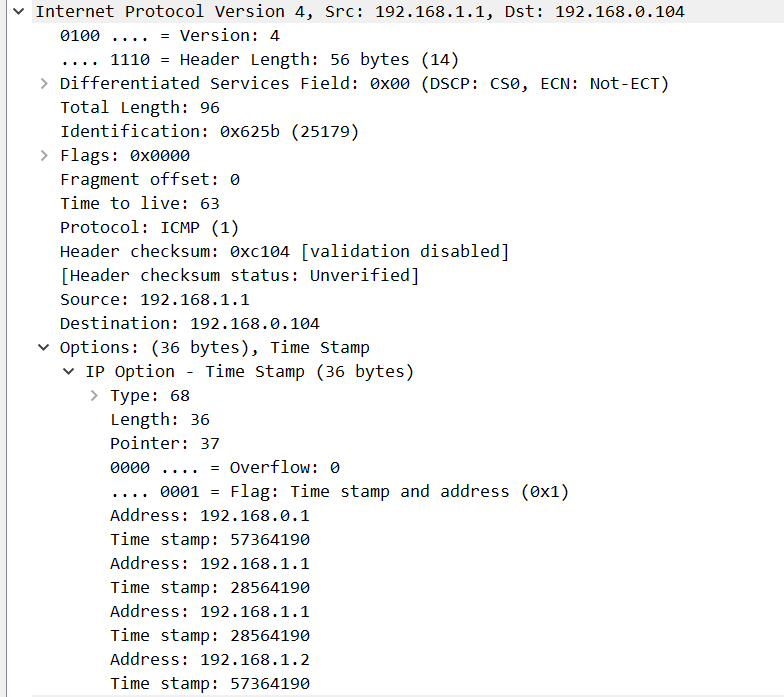 Internet Protocol Version 4, Src: 192.168.1.1, Dst: 192.168.0.104
0100 .... = Version: 4
.... 1110 = Header Length: 56 bytes (14)
Differentiated Services Field: 0x00 (DSCP: CS0, ECN: Not-ECT)
Total Length: 96
Identification: 0x625b (25179)
Flags: 0x0000
Fragment offset: 0
Time to live: 63
Protocol: ICMP (1)
Header checksum: 0xc104 [validation disabled]
[Header checksum status: Unverified]
Source: 192.168.1.1
Destination: 192.168.0.104
Options: (36 bytes), Time Stamp
IP Option - Time Stamp (36 bytes)
Type: 68
Length: 36
Pointer: 37
0000 .... = Overflow: 0
.... 0001 = Flag: Time stamp and address (0x1)
Address: 192.168.0.1
Time stamp: 57364190
Address: 192.168.1.1
Time stamp: 28564190
Address: 192.168.1.1
Time stamp: 28564190
Address: 192.168.1.2
Time stamp: 57364190